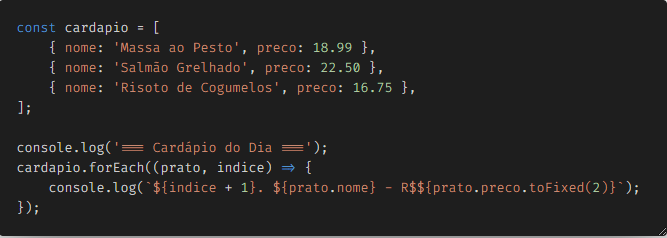 const cardapio = [
    { nome: 'Massa ao Pesto', preco: 18.99 },
    { nome: 'Salmão Grelhado', preco: 22.50 },
    { nome: 'Risoto de Cogumelos', preco: 16.75 },
];

console.log('=== Cardápio do Dia ===');
cardapio.forEach((prato, indice) => {
    console.log(`${indice + 1}. ${prato.nome} - R$${prato.preco.toFixed(2)}`);
});